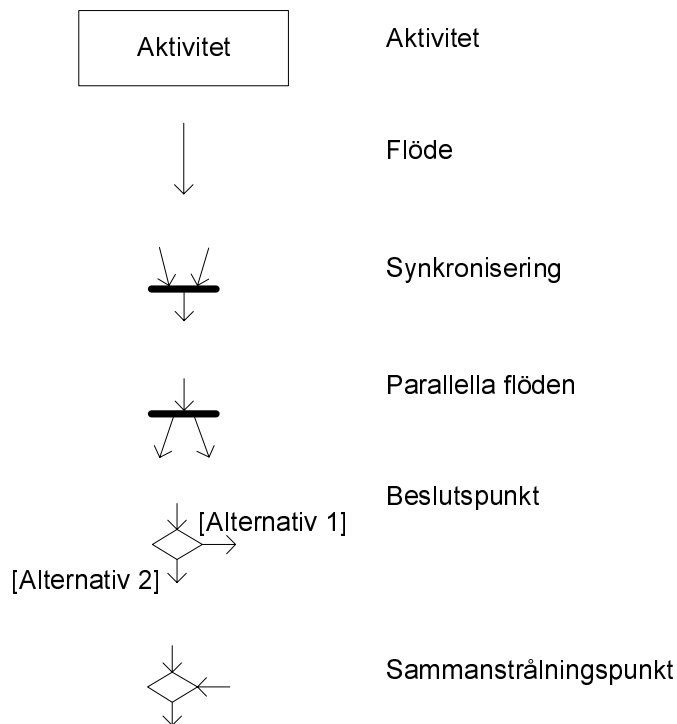 Aktivitet
Aktivitet
Flöde
Synkronisering
Parallella flöden
Beslutspunkt
[Alternativ 1]
[Alternativ 2]
Sammanstrålningspunkt